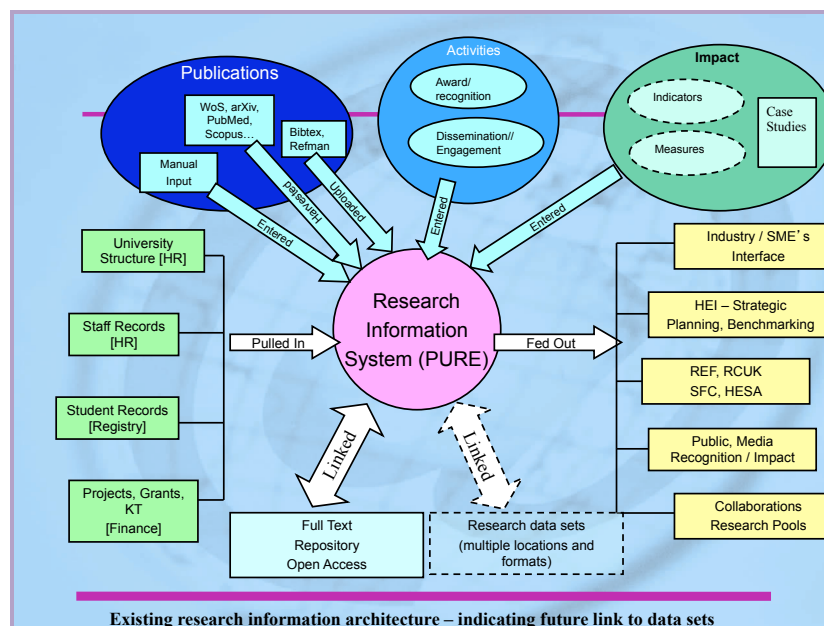 Publications
WoS, arXiv,
PubMed,
Scopus...
Bibtex,
Refman
Manual
Input
Activities
Award/
recognition
Dissemination//
Engagement
Impact
Indicators
Measures
Case
Studies
Entered
Harvested
Uploaded
Entered
Entered
University
Structure [HR]
Staff Records
[HR]
Student Records
[Registry]
Projects, Grants,
KT
[Finance]
Pulled In
Research
Information
System (PURE)
Fed Out
Industry / SME's
Interface
HEI – Strategic
Planning, Benchmarking
REF, RCUK
SFC, HESA
Public, Media
Recognition / Impact
Collaborations
Research Pools
Linked
Linked
Full Text
Repository
Open Access
Research data sets
(multiple locations and
formats)
Existing research information architecture – indicating future link to data sets